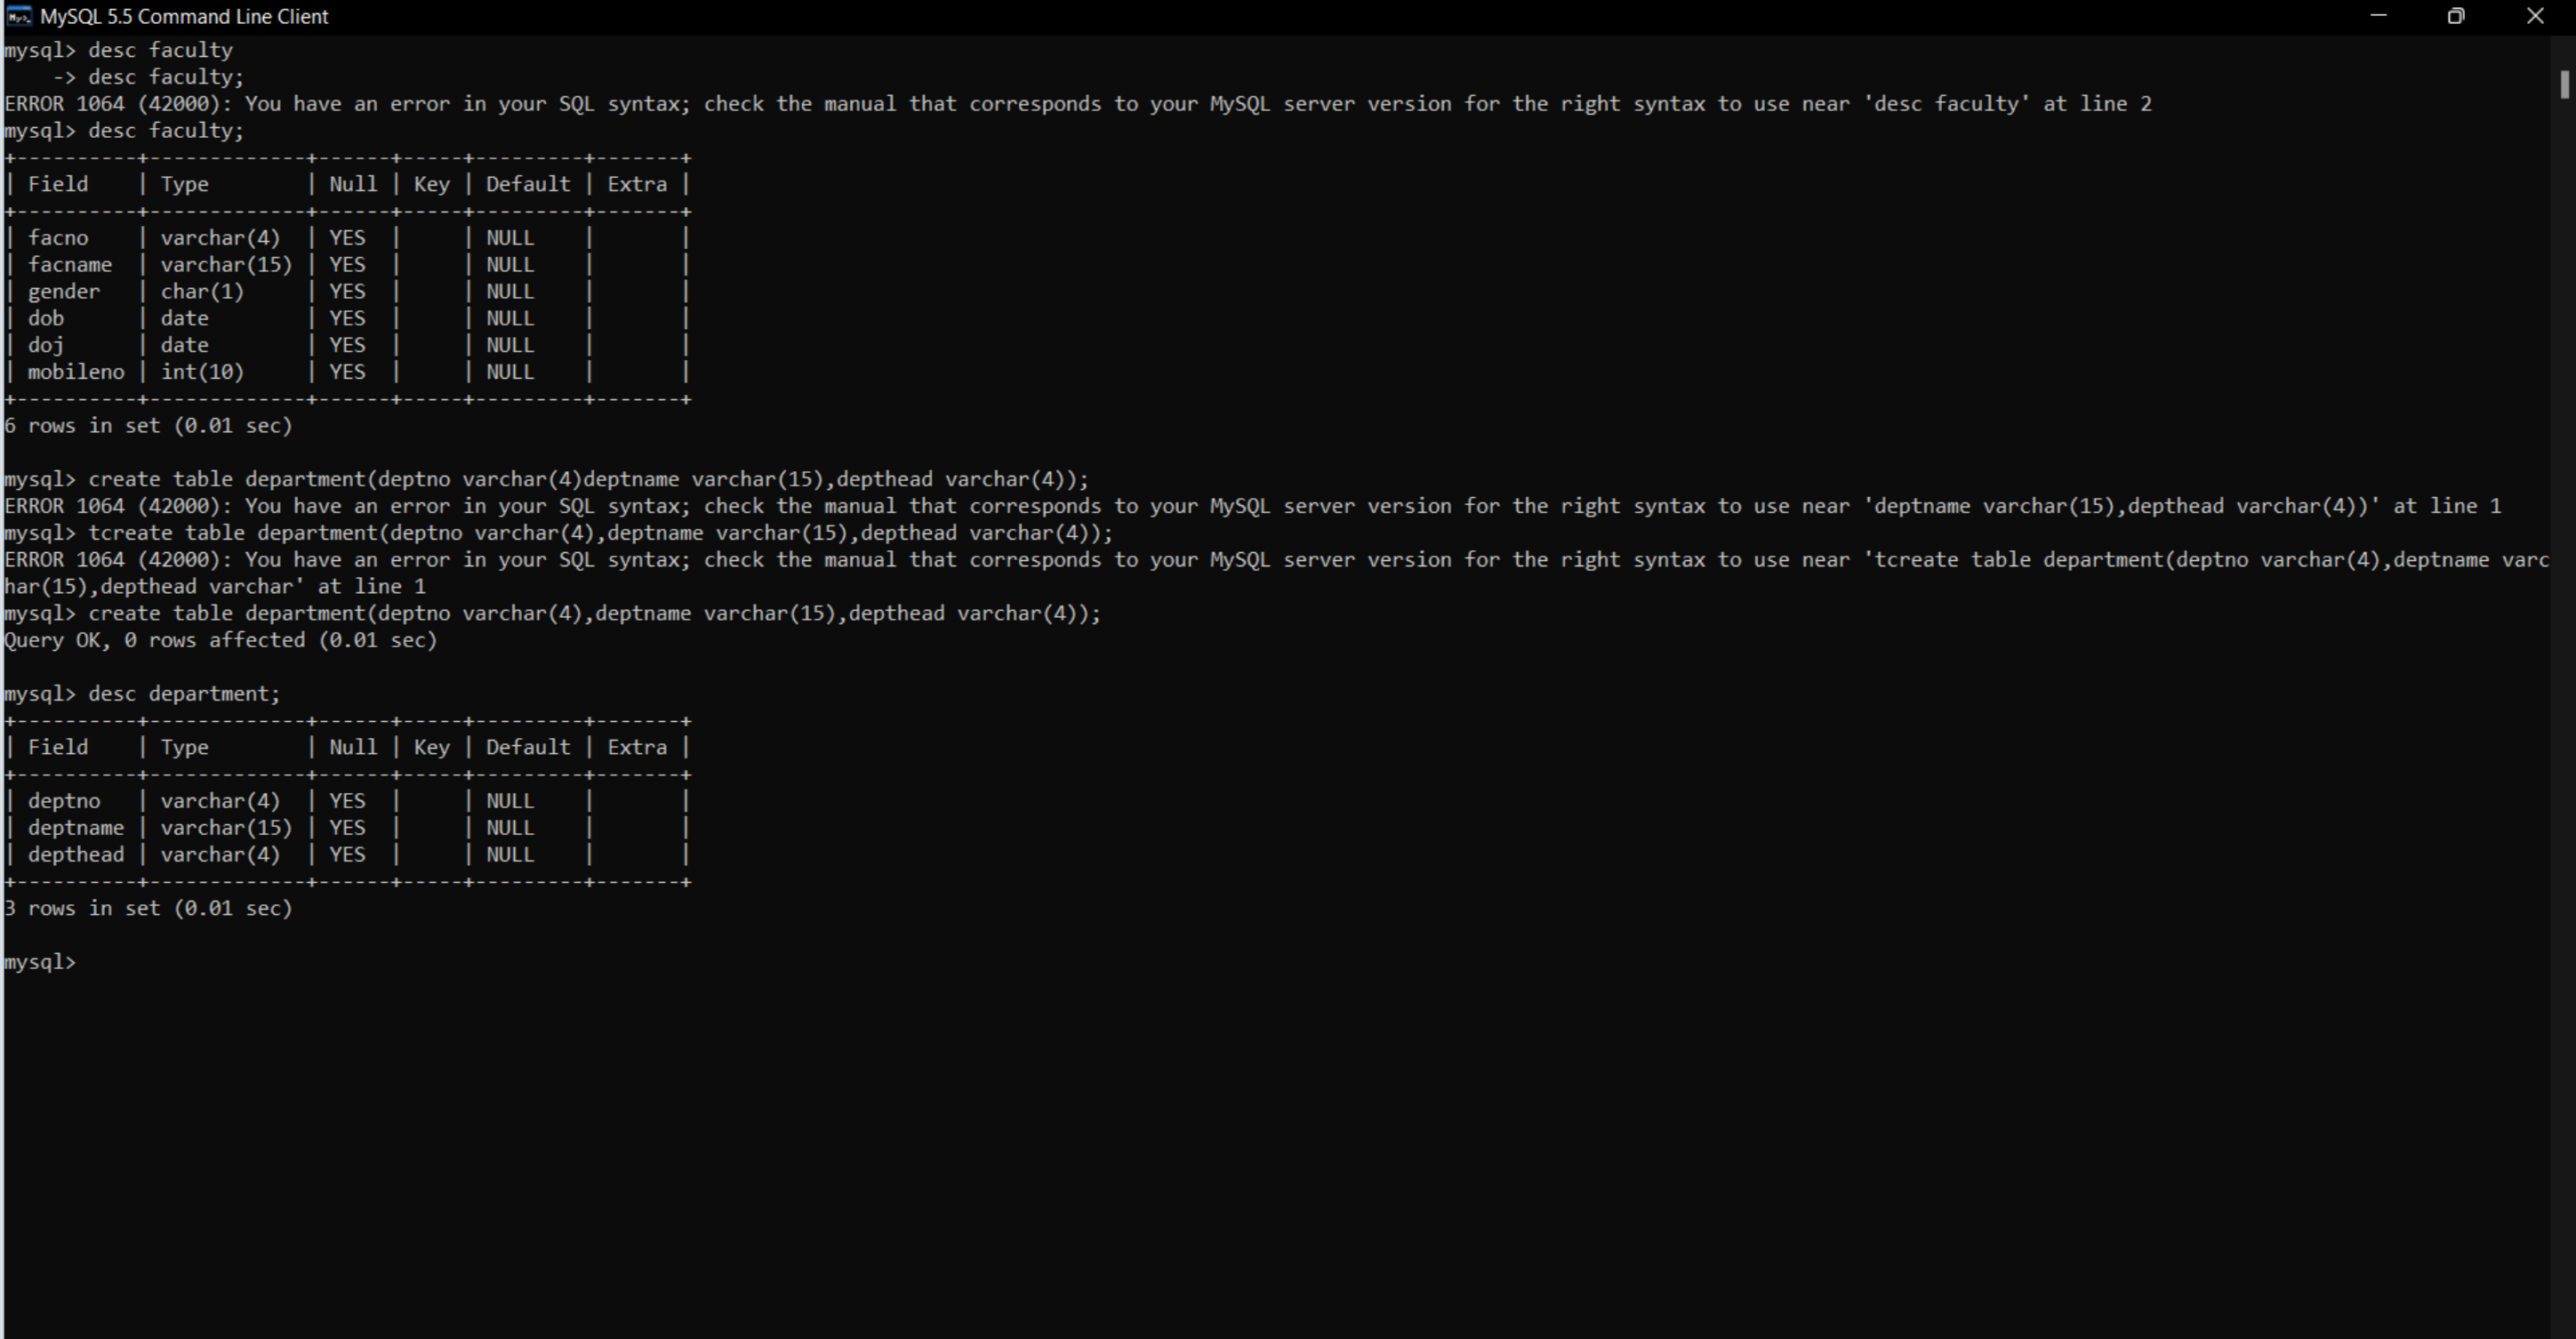 MySQL 5.5 Command Line Client
mysql> desc faculty
    -> desc faculty;
ERROR 1064 (42000): You have an error in your SQL syntax; check the manual that corresponds to your MySQL server version for the right syntax to use near 'desc faculty' at line 2
mysql> desc faculty;
+----------+-------------+------+-----+---------+-------+
| Field    | Type        | Null | Key | Default | Extra |
+----------+-------------+------+-----+---------+-------+
| facno    | varchar(4)  | YES  |     | NULL    |       |
| facname  | varchar(15) | YES  |     | NULL    |       |
| gender   | char(1)     | YES  |     | NULL    |       |
| dob      | date        | YES  |     | NULL    |       |
| doj      | date        | YES  |     | NULL    |       |
| mobileno | int(10)     | YES  |     | NULL    |       |
+----------+-------------+------+-----+---------+-------+
6 rows in set (0.01 sec)

mysql> create table department(deptno varchar(4)deptname varchar(15),depthead varchar(4));
ERROR 1064 (42000): You have an error in your SQL syntax; check the manual that corresponds to your MySQL server version for the right syntax to use near 'deptname varchar(15),depthead varchar(4))' at line 1
mysql> tcreate table department(deptno varchar(4),deptname varchar(15),depthead varchar(4));
ERROR 1064 (42000): You have an error in your SQL syntax; check the manual that corresponds to your MySQL server version for the right syntax to use near 'tcreate table department(deptno varchar(4),deptname varc
har(15),depthead varchar' at line 1
mysql> create table department(deptno varchar(4),deptname varchar(15),depthead varchar(4));
Query OK, 0 rows affected (0.01 sec)

mysql> desc department;
+----------+-------------+------+-----+---------+-------+
| Field    | Type        | Null | Key | Default | Extra |
+----------+-------------+------+-----+---------+-------+
| deptno   | varchar(4)  | YES  |     | NULL    |       |
| deptname | varchar(15) | YES  |     | NULL    |       |
| depthead | varchar(4)  | YES  |     | NULL    |       |
+----------+-------------+------+-----+---------+-------+
3 rows in set (0.01 sec)

mysql>